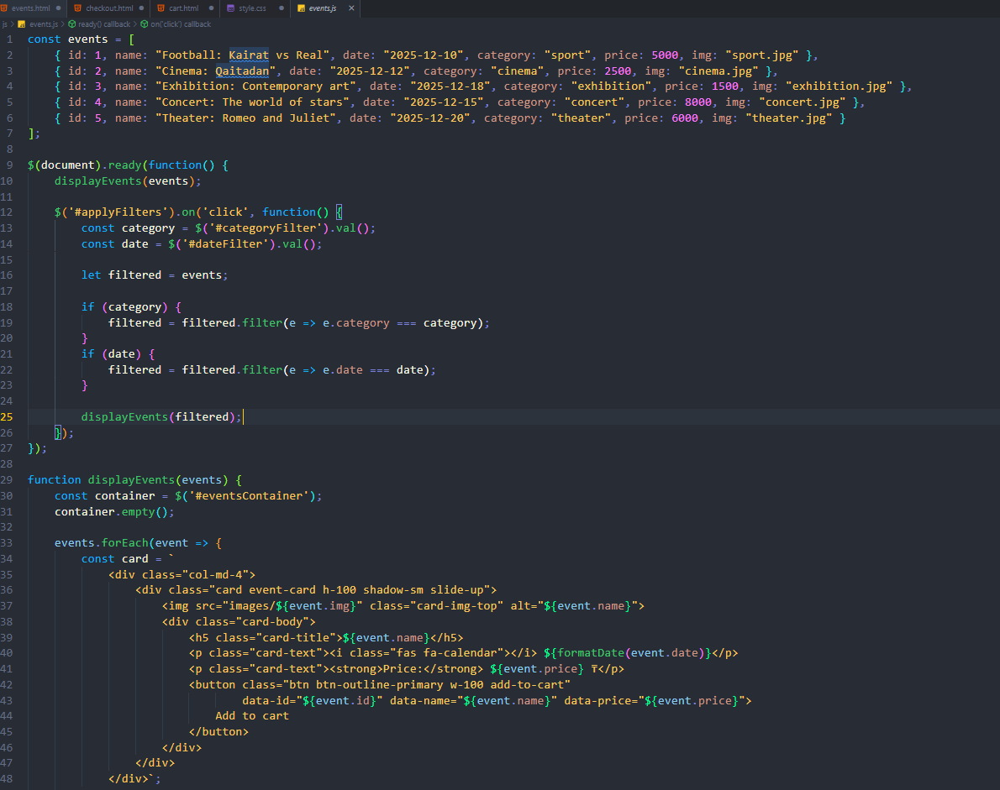 events.html checkout.html cart.html style.css events.js
js > events.js > ready() callback > on('click') callback
1 const events = [
2 { id: 1, name: "Football: Kairat vs Real", date: "2025-12-10", category: "sport", price: 5000, img: "sport.jpg" },
3 { id: 2, name: "Cinema: Qaitadan", date: "2025-12-12", category: "cinema", price: 2500, img: "cinema.jpg" },
4 { id: 3, name: "Exhibition: Contemporary art", date: "2025-12-18", category: "exhibition", price: 1500, img: "exhibition.jpg" },
5 { id: 4, name: "Concert: The world of stars", date: "2025-12-15", category: "concert", price: 8000, img: "concert.jpg" },
6 { id: 5, name: "Theater: Romeo and Juliet", date: "2025-12-20", category: "theater", price: 6000, img: "theater.jpg" }
7 ];
8
9 $(document).ready(function() {
10 displayEvents(events);
11
12 $('#applyFilters').on('click', function() {
13 const category = $('#categoryFilter').val();
14 const date = $('#dateFilter').val();
15
16 let filtered = events;
17
18 if (category) {
19 filtered = filtered.filter(e => e.category === category);
20 }
21 if (date) {
22 filtered = filtered.filter(e => e.date === date);
23 }
24
25 displayEvents(filtered);
26 });
27 });
28
29 function displayEvents(events) {
30 const container = $('#eventsContainer');
31 container.empty();
32
33 events.forEach(event => {
34 const card = `
35 <div class="col-md-4">
36 <div class="card event-card h-100 shadow-sm slide-up">
37 <img src="images/${event.img}" class="card-img-top" alt="${event.name}">
38 <div class="card-body">
39 <h5 class="card-title">${event.name}</h5>
40 <p class="card-text"><i class="fas fa-calendar"></i> ${formatDate(event.date)}</p>
41 <p class="card-text"><strong>Price:</strong> ${event.price} ₸</p>
42 <button class="btn btn-outline-primary w-100 add-to-cart"
43 data-id="${event.id}" data-name="${event.name}" data-price="${event.price}">
44 Add to cart
45 </button>
46 </div>
47 </div>
48 </div>`;